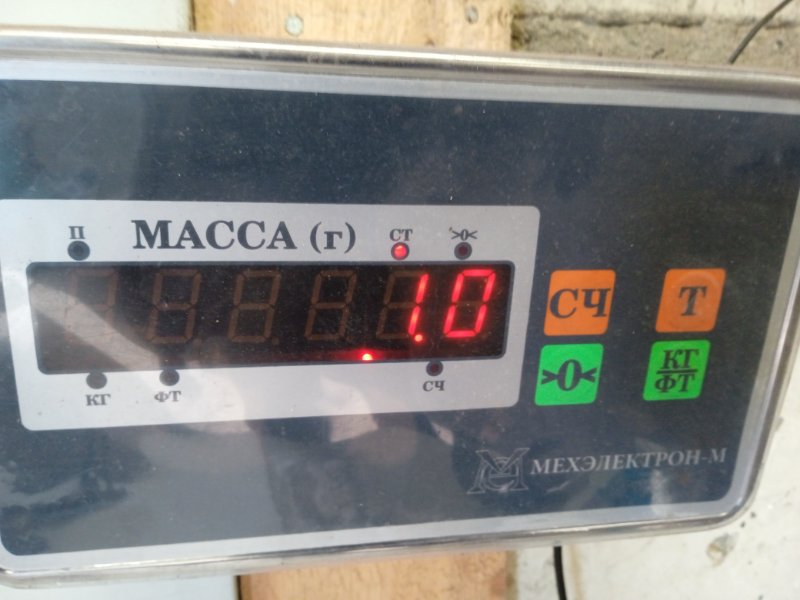 П МАССА (г) СТ >0<
1.0
КГ ФТ СЧ
СЧ Т
>0< КГ/ФТ
МЕХЭЛЕКТРОН-М